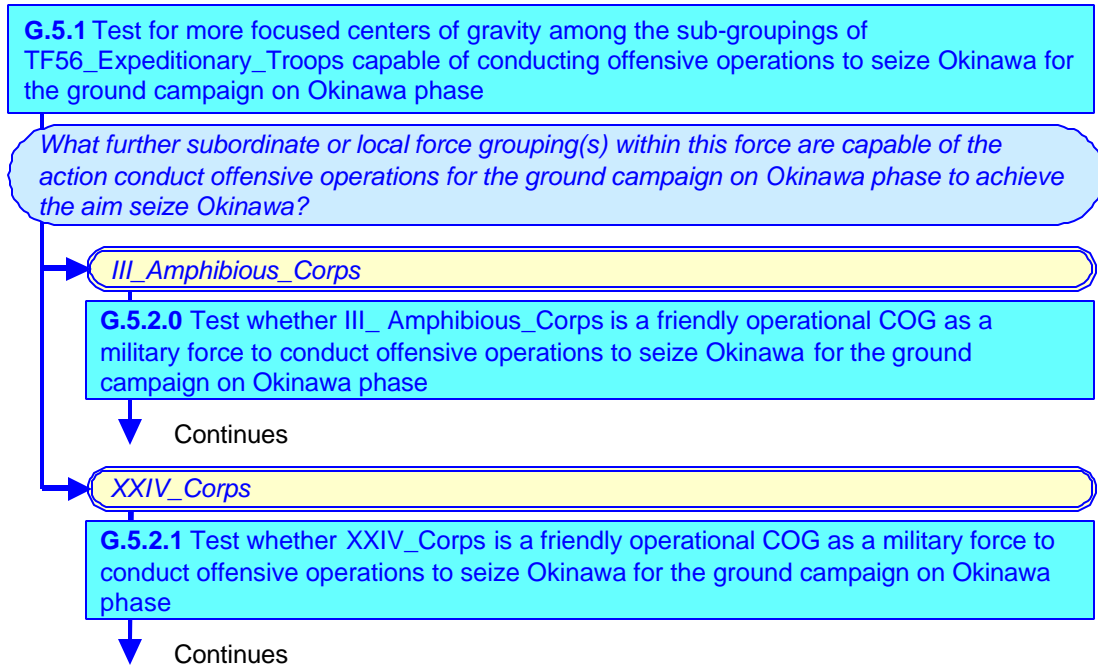 G.5.1 Test for more focused centers of gravity among the sub-groupings of
TF56_Expeditionary_Troops capable of conducting offensive operations to seize Okinawa for
the ground campaign on Okinawa phase
What further subordinate or local force grouping(s) within this force are capable of the
action conduct offensive operations for the ground campaign on Okinawa phase to achieve
the aim seize Okinawa?
III_Amphibious_Corps
G.5.2.0 Test whether III_ Amphibious_Corps is a friendly operational COG as a
military force to conduct offensive operations to seize Okinawa for the ground
campaign on Okinawa phase
Continues
XXIV_Corps
G.5.2.1 Test whether XXIV_Corps is a friendly operational COG as a military force to
conduct offensive operations to seize Okinawa for the ground campaign on Okinawa
phase
Continues